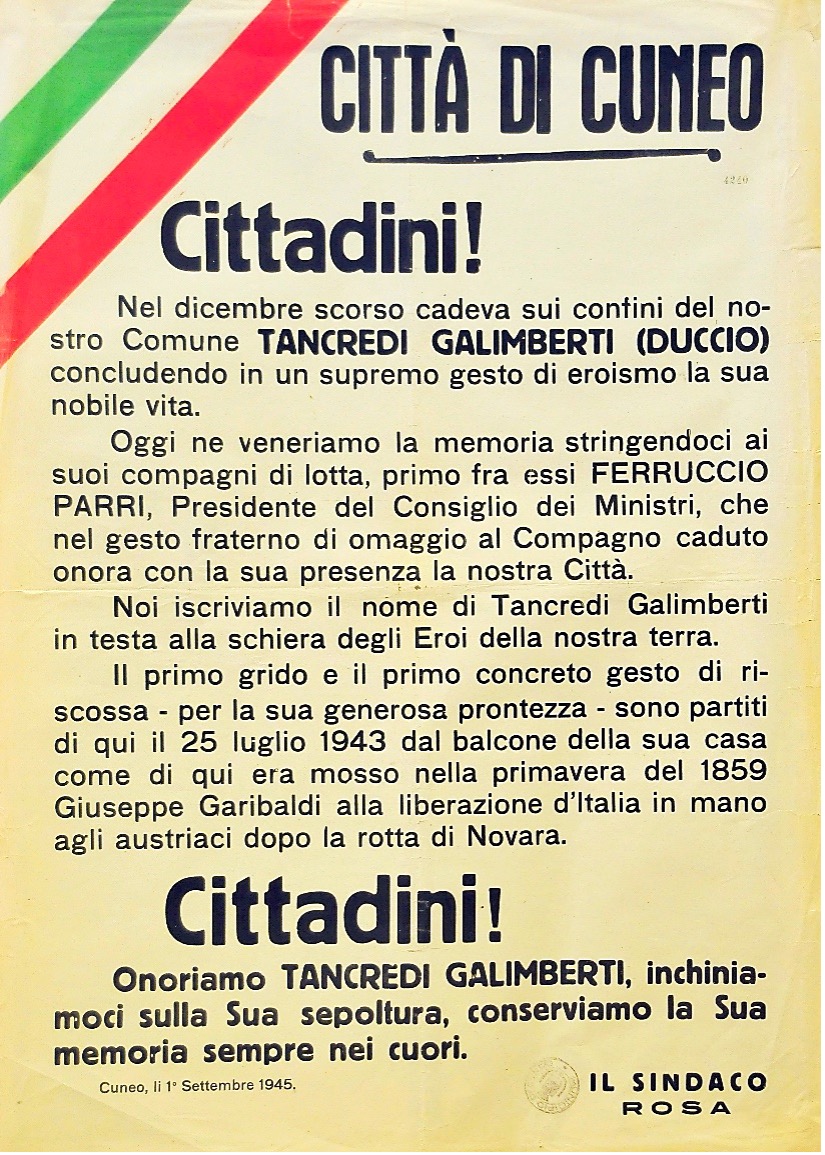 CITTÀ DI CUNEO
4240
Cittadini!
Nel dicembre scorso cadeva sui confini del no-
stro Comune TANCREDI GALIMBERTI (DUCCIO)
concludendo in un supremo gesto di eroismo la sua
nobile vita.
Oggi ne veneriamo la memoria stringendoci ai
suoi compagni di lotta, primo fra essi FERRUCCIO
PARRI, Presidente del Consiglio dei Ministri, che
nel gesto fraterno di omaggio al Compagno caduto
onora con la sua presenza la nostra Città.
Noi iscriviamo il nome di Tancredi Galimberti
in testa alla schiera degli Eroi della nostra terra.
Il primo grido e il primo concreto gesto di ri-
scossa - per la sua generosa prontezza - sono partiti
di qui il 25 luglio 1943 dal balcone della sua casa
come di qui era mosso nella primavera del 1859
Giuseppe Garibaldi alla liberazione d'Italia in mano
agli austriaci dopo la rotta di Novara.
Cittadini!
Onoriamo TANCREDI GALIMBERTI, inchinia-
moci sulla Sua sepoltura, conserviamo la Sua
memoria sempre nei cuori.
Cuneo, li 1° Settembre 1945.
IL SINDACO
ROSA